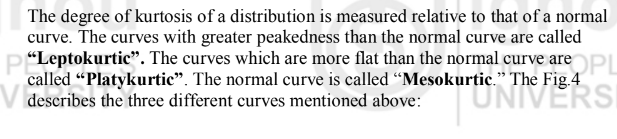 The degree of kurtosis of a distribution is measured relative to that of a normal
curve. The curves with greater peakedness than the normal curve are called
“Leptokurtic”. The curves which are more flat than the normal curve are
called “Platykurtic”. The normal curve is called “Mesokurtic.” The Fig.4
describes the three different curves mentioned above: